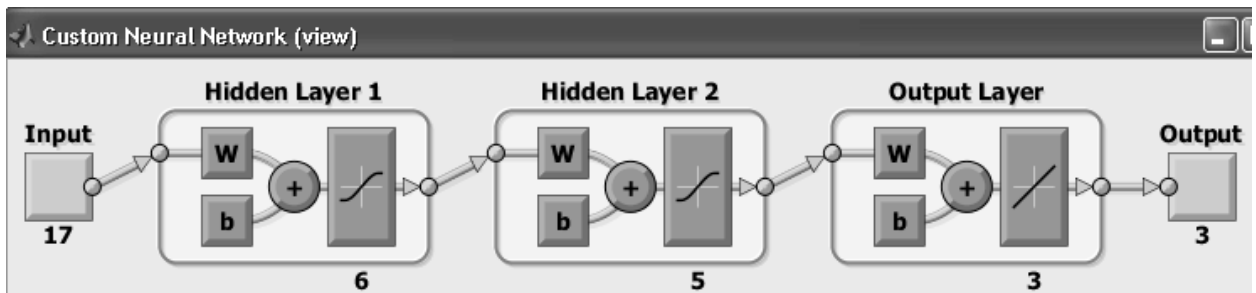 Custom Neural Network (view)
Hidden Layer 1
Hidden Layer 2
Output Layer
Input
Output
W
W
W
b
b
b
17
3
6
5
3